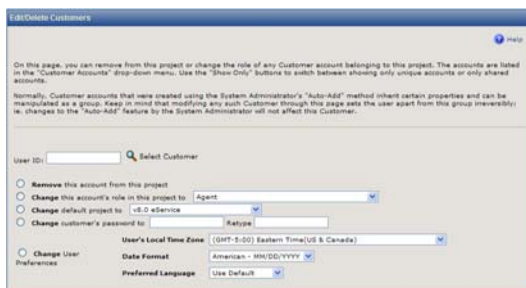 Edit/Delete Customers
Help
On this page, you can remove from this project or change the role of any Customer account belonging to this project. The accounts are listed
in the "Customer Accounts" drop-down menu. Use the "Show Only" buttons to switch between showing only unique accounts or only shared
accounts.
Normally, Customer accounts that were created using the System Administrator's "Auto-Add" method inherit certain properties and can be
manipulated as a group. Keep in mind that modifying any such Customer through this page sets the user apart from this group irreversibly;
ie. changes to the "Auto-Add" feature by the System Administrator will not affect this Customer.
User ID: Select Customer
Remove this account from this project
Change this account's role in this project to Agent
Change default project to v8.0 eService
Change customer's password to Retype
User's Local Time Zone (GMT-5:00) Eastern Time(US & Canada)
Change User Preferences Date Format American - MM/DD/YYYY
Preferred Language Use Default